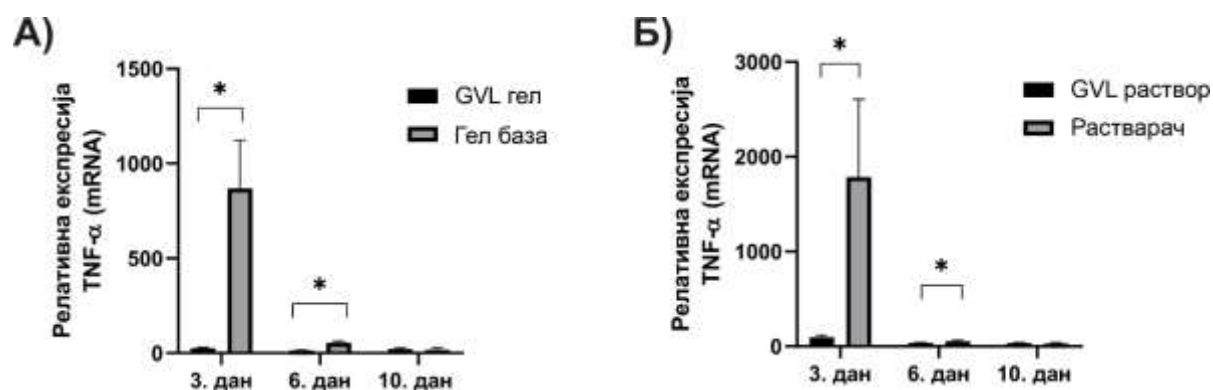 А)
Релативна експресија
TNF-α (mRNA)
1500
1000
500
0
*
*
GVL гел
Гел база
3. дан
6. дан
10. дан
Б)
Релативна експресија
TNF-α (mRNA)
3000
2000
1000
0
*
*
GVL раствор
Растварач
3. дан
6. дан
10. дан